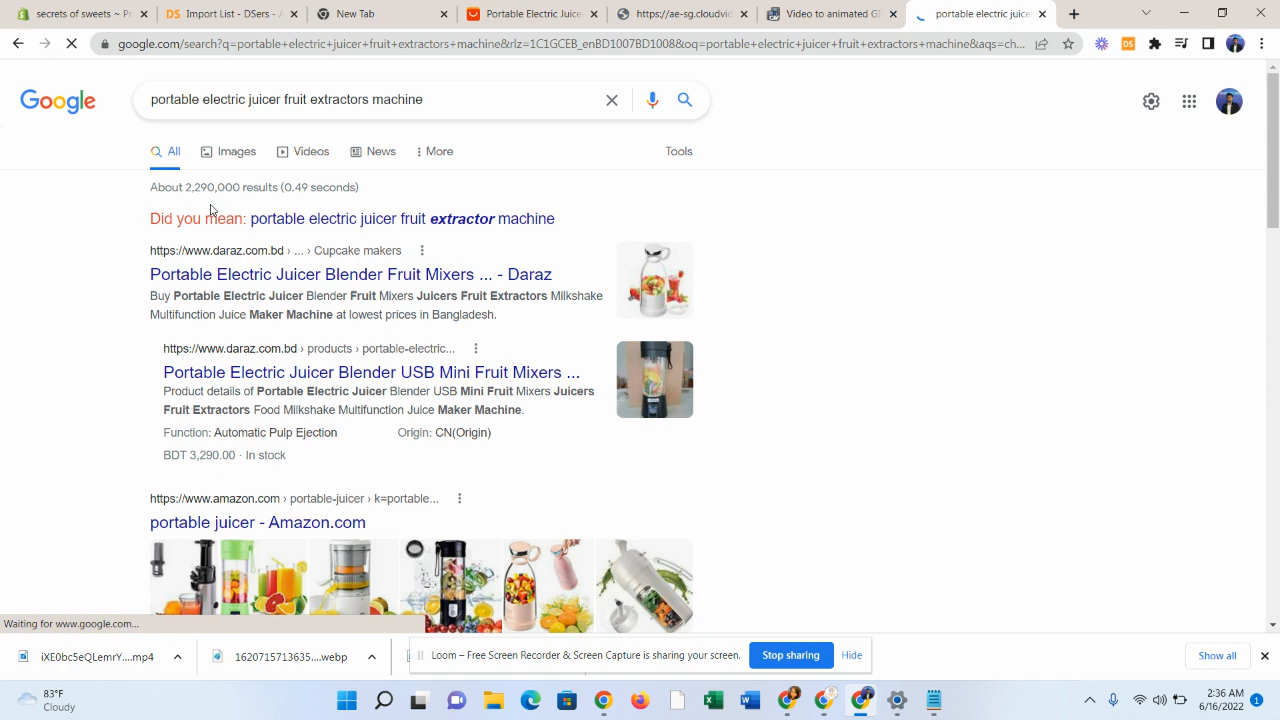 secrets of sweets ~ P
Import List - DSers - A
New Tab
Portable Electric Juice
https://ae-sg.cloudvid
Video to animated GI
portable electric juice
google.com/search?q=portable+electric+juicer+fruit+extractors+machine&rlz=1C1GCEB_enBD1007BD1008&oq=portable+electric+juicer+fruit+extractors+machine&aqs=ch...
DS
Google
portable electric juicer fruit extractors machine
All
Images
Videos
News
More
Tools
About 2,290,000 results (0.49 seconds)
Did you mean: portable electric juicer fruit extractor machine
https://www.daraz.com.bd › ... › Cupcake makers
Portable Electric Juicer Blender Fruit Mixers ... - Daraz
Buy Portable Electric Juicer Blender Fruit Mixers Juicers Fruit Extractors Milkshake
Multifunction Juice Maker Machine at lowest prices in Bangladesh.
https://www.daraz.com.bd › products › portable-electric...
Portable Electric Juicer Blender USB Mini Fruit Mixers ...
Product details of Portable Electric Juicer Blender USB Mini Fruit Mixers Juicers
Fruit Extractors Food Milkshake Multifunction Juice Maker Machine.
Function: Automatic Pulp Ejection Origin: CN(Origin)
BDT 3,290.00 · In stock
https://www.amazon.com › portable-juicer › k=portable...
portable juicer - Amazon.com
Waiting for www.google.com...
iXE0bc5eQLemrY....mp4
1620715713635....webp
Loom – Free Screen Recorder & Screen Capture is sharing your screen.
Stop sharing
Hide
Show all
83°F
Cloudy
2:36 AM
6/16/2022
1